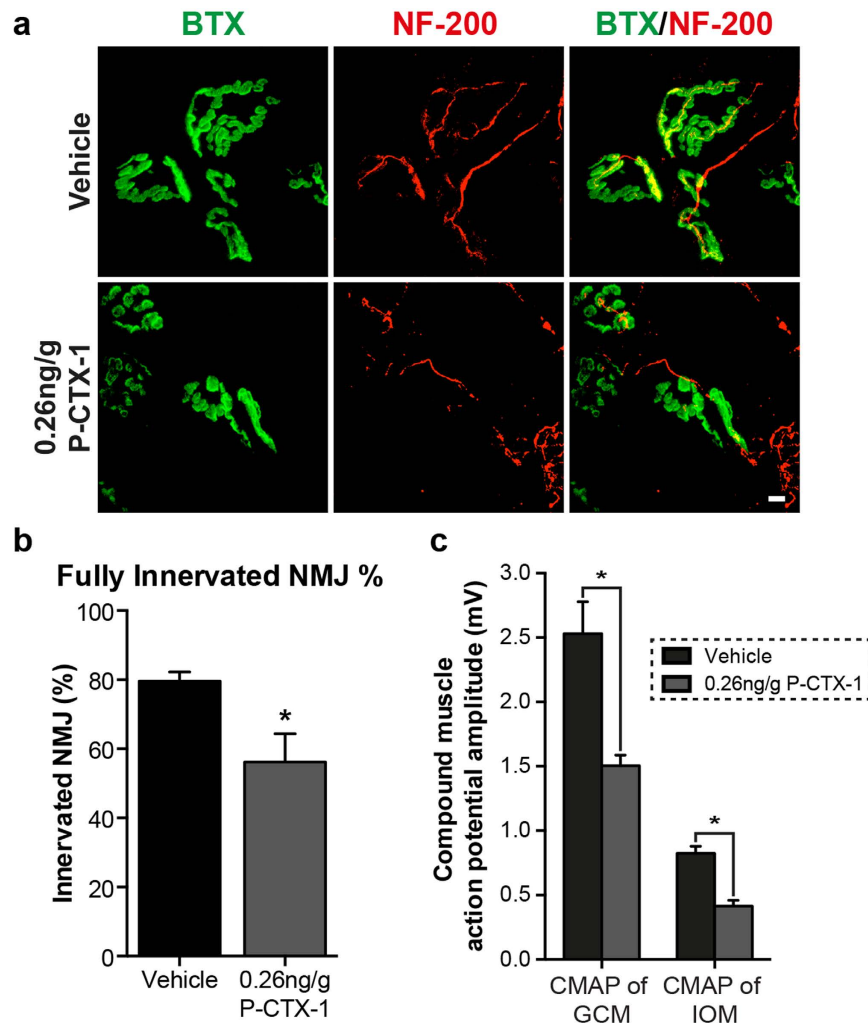 a
BTX
NF-200
BTX/NF-200
Vehicle
0.26ng/g
P-CTX-1
b
Fully Innervated NMJ %
Innervated NMJ (%)
100
80
60
40
20
0
Vehicle
0.26ng/g
P-CTX-1
*
c
Compound muscle
action potential amplitude (mV)
3.0
2.5
2.0
1.5
1.0
0.5
0.0
*
*
Vehicle
0.26ng/g P-CTX-1
CMAP of
GCM
CMAP of
IOM